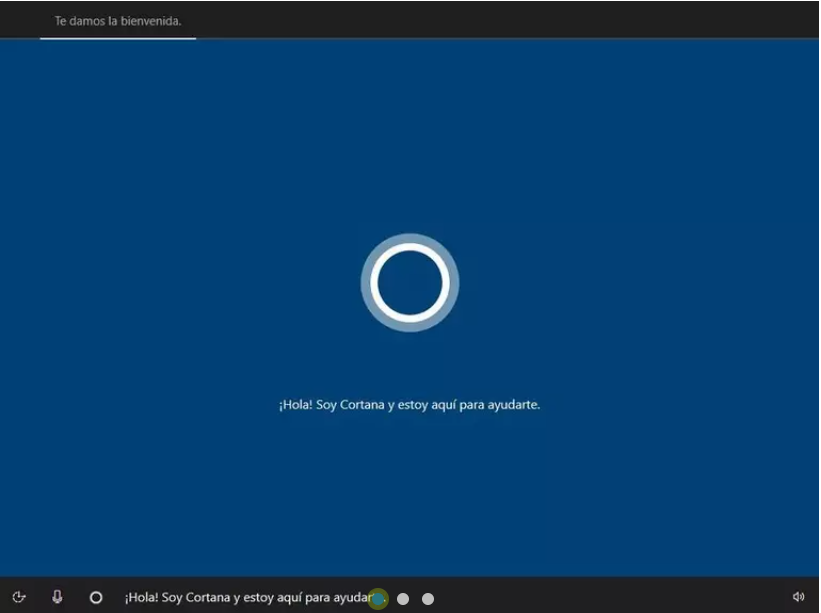 Te damos la bienvenida.
¡Hola! Soy Cortana y estoy aquí para ayudarte.
¡Hola! Soy Cortana y estoy aquí para